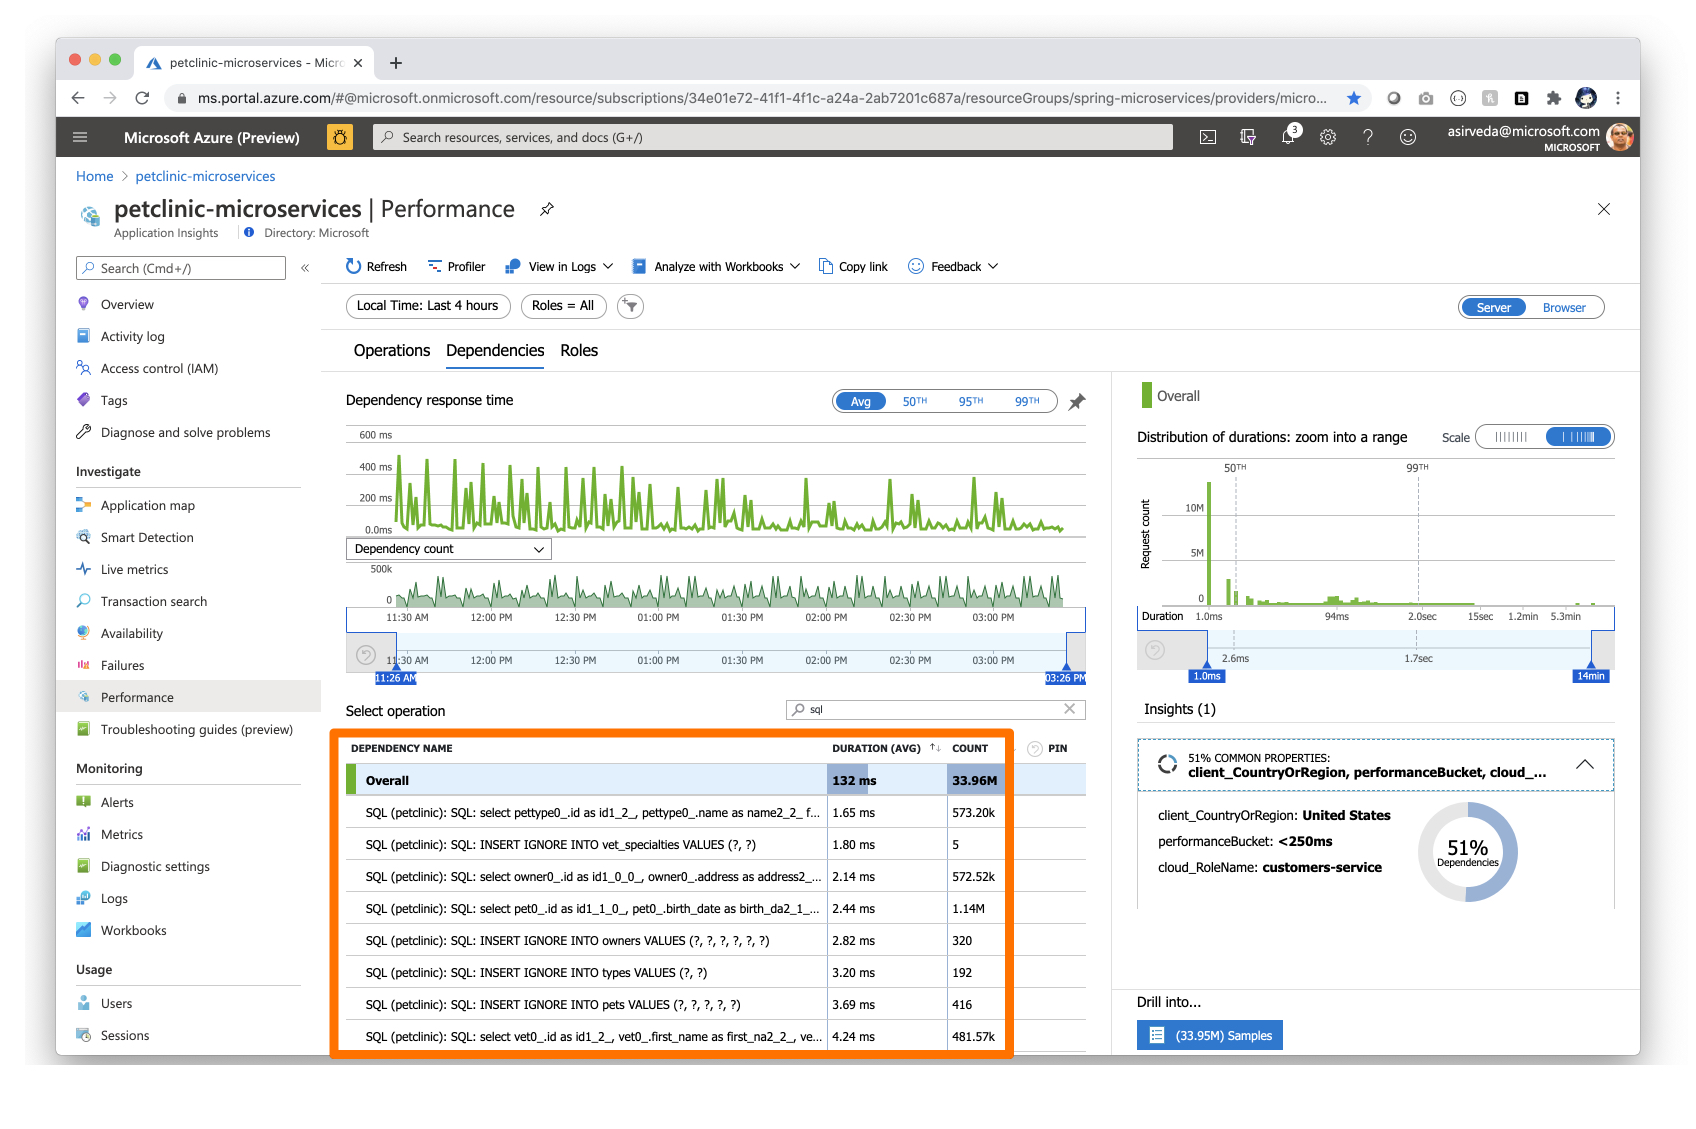 petclinic-microservices - Micro
ms.portal.azure.com/#@microsoft.onmicrosoft.com/resource/subscriptions/34e01e72-41f1-4f1c-a24a-2ab7201c687a/resourceGroups/spring-microservices/providers/micro...
Microsoft Azure (Preview)
Search resources, services, and docs (G+/)
3
asirveda@microsoft.com
MICROSOFT
Home > petclinic-microservices
petclinic-microservices | Performance
Application Insights
Directory: Microsoft
Search (Cmd+/)
«
Refresh
Profiler
View in Logs
Analyze with Workbooks
Copy link
Feedback
Overview
Activity log
Access control (IAM)
Tags
Diagnose and solve problems
Investigate
Application map
Smart Detection
Live metrics
Transaction search
Availability
Failures
Performance
Troubleshooting guides (preview)
Monitoring
Alerts
Metrics
Diagnostic settings
Logs
Workbooks
Usage
Users
Sessions
Local Time: Last 4 hours
Roles = All
Server
Browser
Operations
Dependencies
Roles
Dependency response time
Avg
50TH
95TH
99TH
600 ms
400 ms
200 ms
0.0ms
Dependency count
500k
0
11:30 AM 12:00 PM 12:30 PM 01:00 PM 01:30 PM 02:00 PM 02:30 PM 03:00 PM
11:30 AM 12:00 PM 12:30 PM 01:00 PM 01:30 PM 02:00 PM 02:30 PM 03:00 PM
11:26 AM
03:26 PM
Select operation
sql
DEPENDENCY NAME DURATION (AVG) COUNT PIN
Overall 132 ms 33.96M
SQL (petclinic): SQL: select pettype0_.id as id1_2_, pettype0_.name as name2_2_ f... 1.65 ms 573.20k
SQL (petclinic): SQL: INSERT IGNORE INTO vet_specialties VALUES (?, ?) 1.80 ms 5
SQL (petclinic): SQL: select owner0_.id as id1_0_0_, owner0_.address as address2_... 2.14 ms 572.52k
SQL (petclinic): SQL: select pet0_.id as id1_1_0_, pet0_.birth_date as birth_da2_1_... 2.44 ms 1.14M
SQL (petclinic): SQL: INSERT IGNORE INTO owners VALUES (?, ?, ?, ?, ?, ?) 2.82 ms 320
SQL (petclinic): SQL: INSERT IGNORE INTO types VALUES (?, ?) 3.20 ms 192
SQL (petclinic): SQL: INSERT IGNORE INTO pets VALUES (?, ?, ?, ?, ?) 3.69 ms 416
SQL (petclinic): SQL: select vet0_.id as id1_2_, vet0_.first_name as first_na2_2_, ve... 4.24 ms 481.57k
Overall
Distribution of durations: zoom into a range
Scale
50TH
99TH
Request count
10M
5M
0
Duration 1.0ms 94ms 2.0sec 15sec 1.2min 5.3min
2.6ms
1.7sec
1.0ms
14min
Insights (1)
51% COMMON PROPERTIES:
client_CountryOrRegion, performanceBucket, cloud_...
client_CountryOrRegion: United States
performanceBucket: <250ms
cloud_RoleName: customers-service
51%
Dependencies
Drill into...
(33.95M) Samples